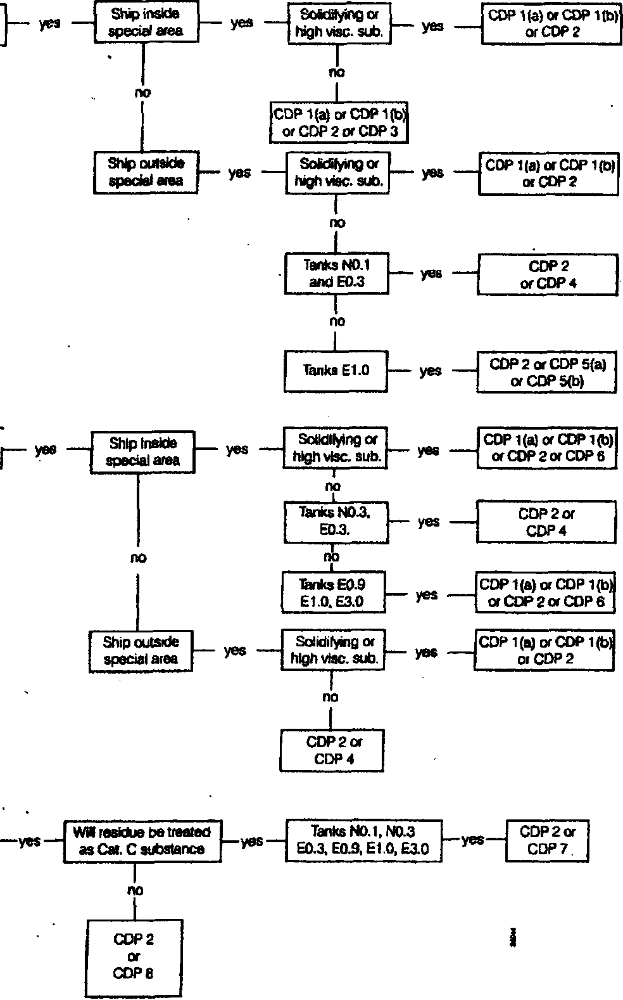 yes
Ship inside
special area
yes
Solidifying or
high visc. sub.
yes
CDP 1(a) or CDP 1(b)
or CDP 2
no
no
CDP 1(a) or CDP 1(b)
or CDP 2 or CDP 3
Ship outside
special area
yes
Solidifying or
high visc. sub.
yes
CDP 1(a) or CDP 1(b)
or CDP 2
no
Tanks N0.1
and E0.3
yes
CDP 2
or CDP 4
no
Tanks E1.0
yes
CDP 2 or CDP 5(a)
or CDP 5(b)
yes
Ship inside
special area
yes
Solidifying or
high visc. sub.
yes
CDP 1(a) or CDP 1(b)
or CDP 2 or CDP 6
no
Tanks N0.3,
E0.3.
yes
CDP 2 or
CDP 4
no
no
Tanks E0.9
E1.0, E3.0
yes
CDP 1(a) or CDP 1(b)
or CDP 2 or CDP 6
Ship outside
special area
yes
Solidifying or
high visc. sub.
yes
CDP 1(a) or CDP 1(b)
or CDP 2
no
CDP 2 or
CDP 4
yes
Will residue be treated
as Cat. C substance
yes
Tanks N0.1, N0.3
E0.3, E0.9, E1.0, E3.0
yes
CDP 2 or
CDP 7
no
CDP 2
or
CDP 8